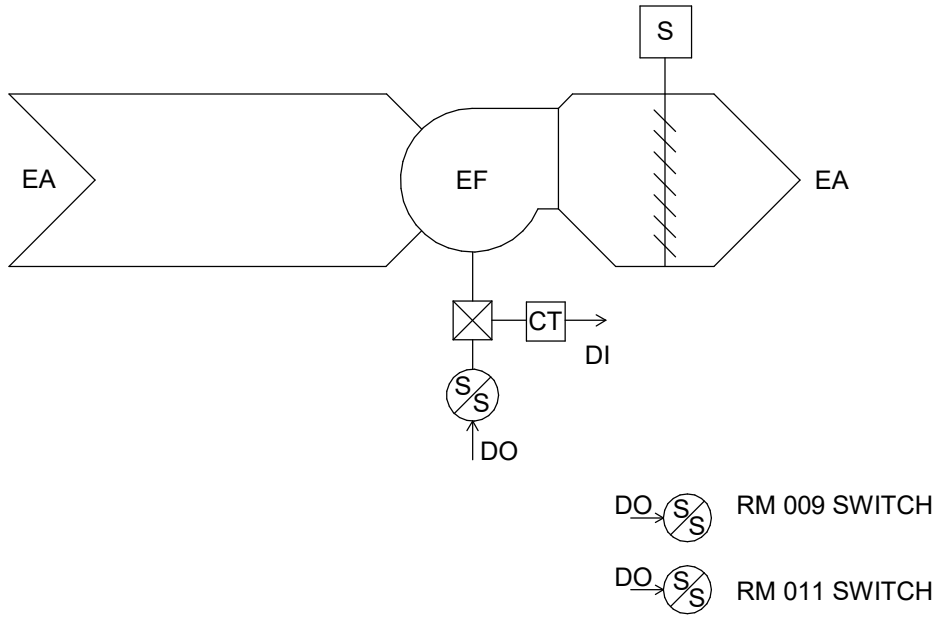 S
EA
EF
EA
CT
DI
S
S
DO
DO
S
S
RM 009 SWITCH
DO
S
S
RM 011 SWITCH